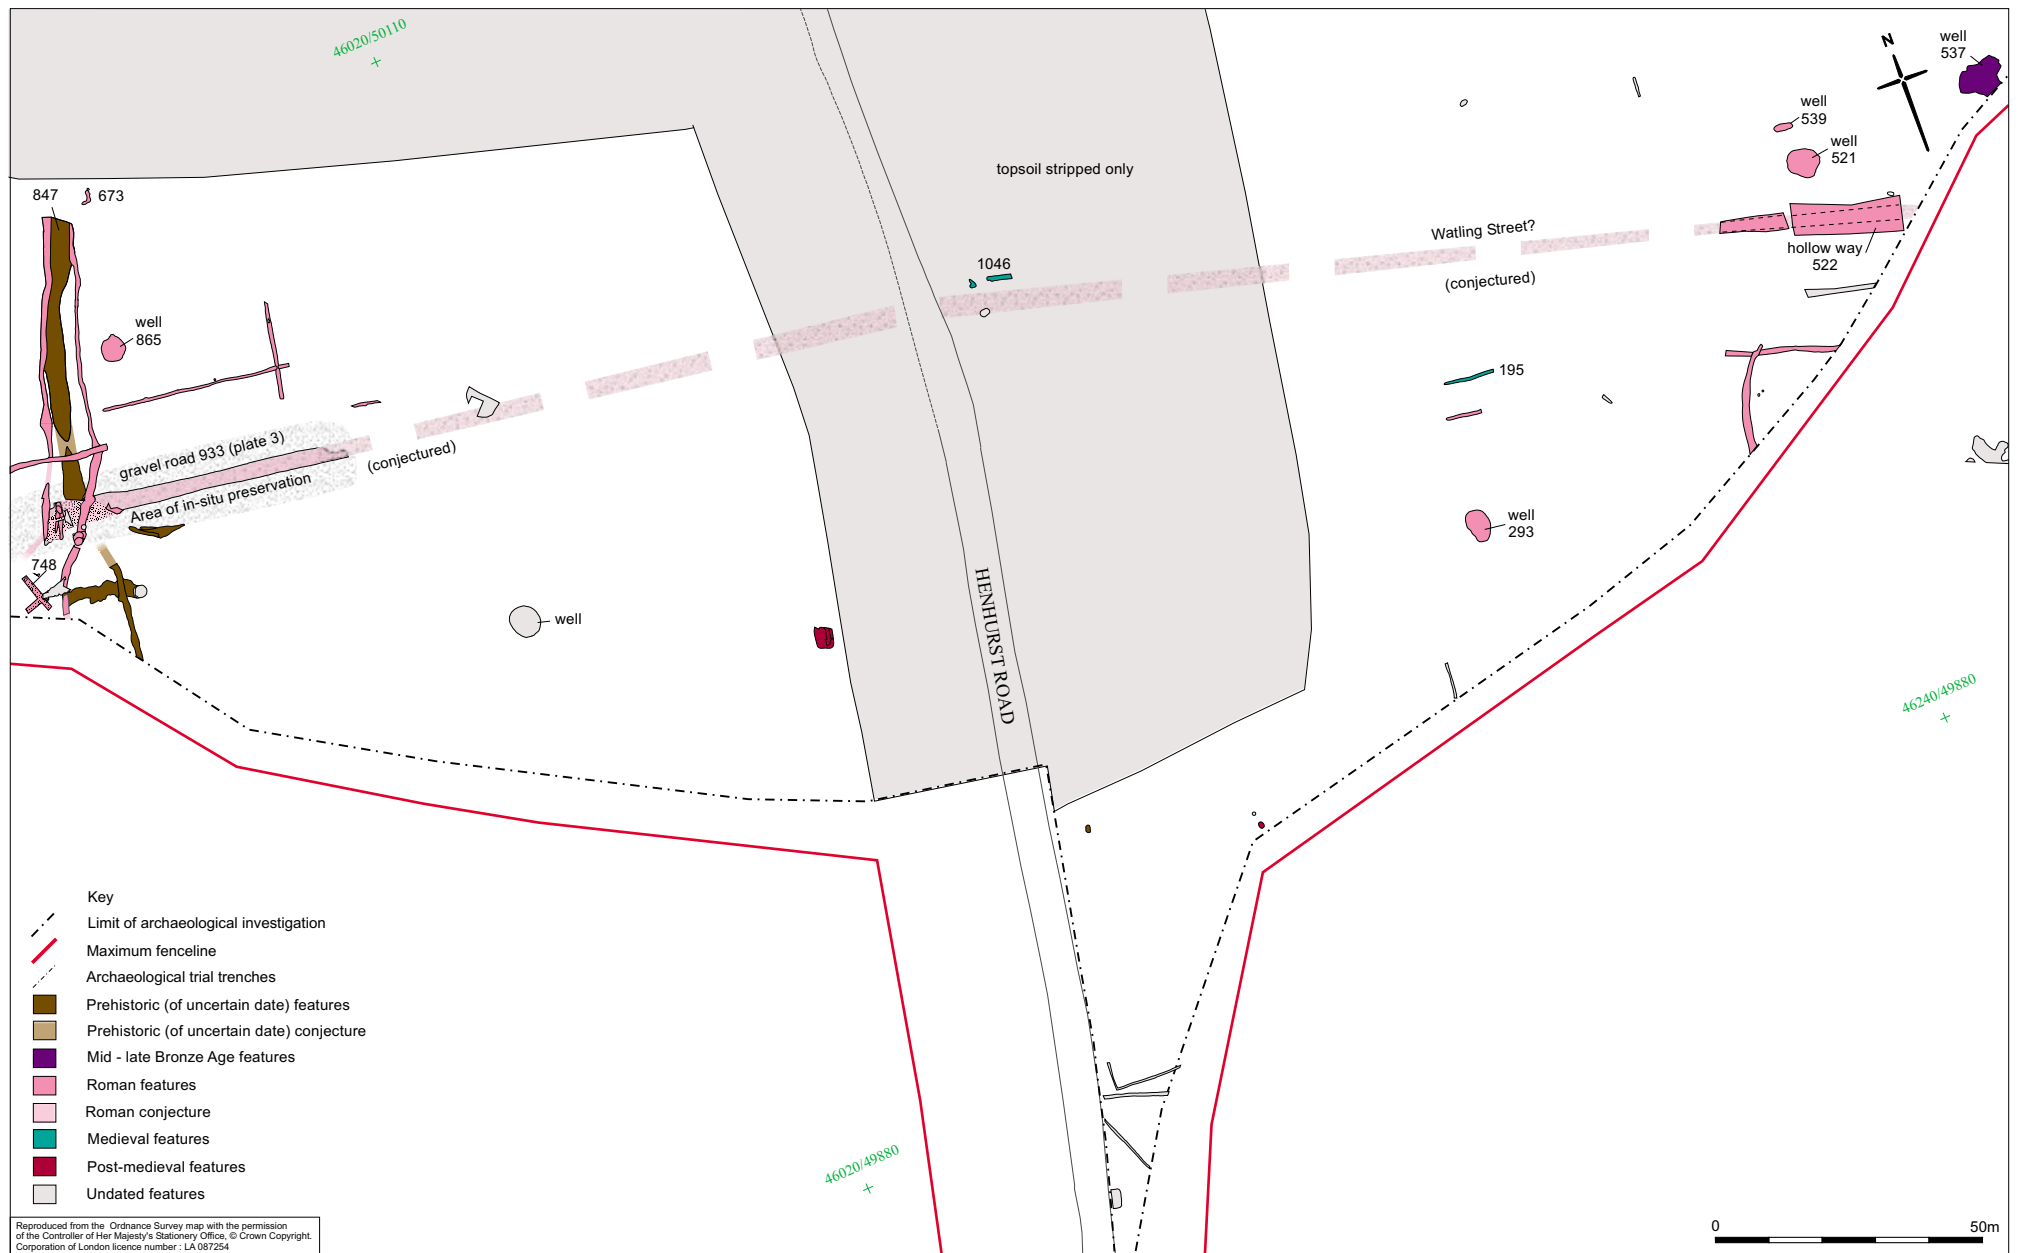 46020/50110
well
537
N
well
539
well
521
topsoil stripped only
847
673
Watling Street?
hollow way
522
1046
(conjectured)
well
865
195
gravel road 933 (plate 3)
(conjectured)
Area of in-situ preservation
well
293
748
well
HENHURST ROAD
46240/49880
Key
Limit of archaeological investigation
Maximum fenceline
Archaeological trial trenches
Prehistoric (of uncertain date) features
Prehistoric (of uncertain date) conjecture
Mid - late Bronze Age features
Roman features
Roman conjecture
Medieval features
Post-medieval features
Undated features
46020/49880
0
50m
Reproduced from the Ordnance Survey map with the permission
of the Controller of Her Majesty's Stationery Office, © Crown Copyright.
Corporation of London licence number : LA 087254